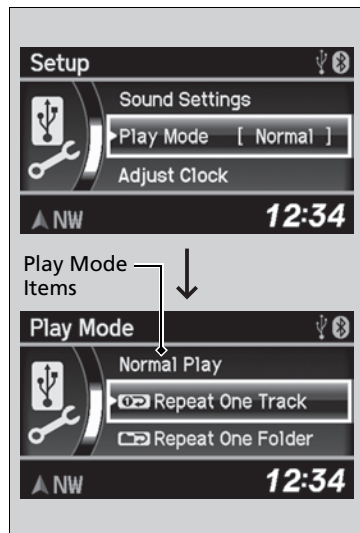 Setup
Sound Settings
Play Mode [ Normal ]
Adjust Clock
NW 12:34
Play Mode
Items
Play Mode
Normal Play
Repeat One Track
Repeat One Folder
NW 12:34